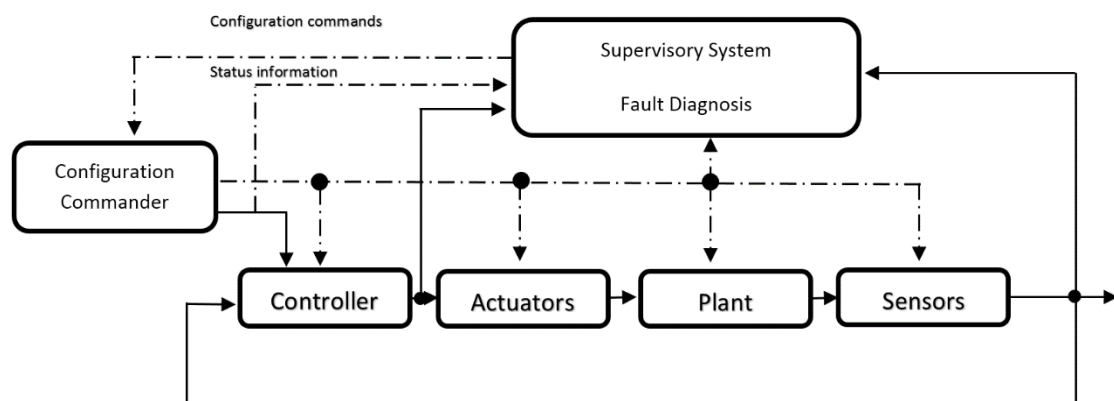 Configuration commands
Supervisory System
Status information
Fault Diagnosis
Configuration
Commander
Controller
Actuators
Plant
Sensors